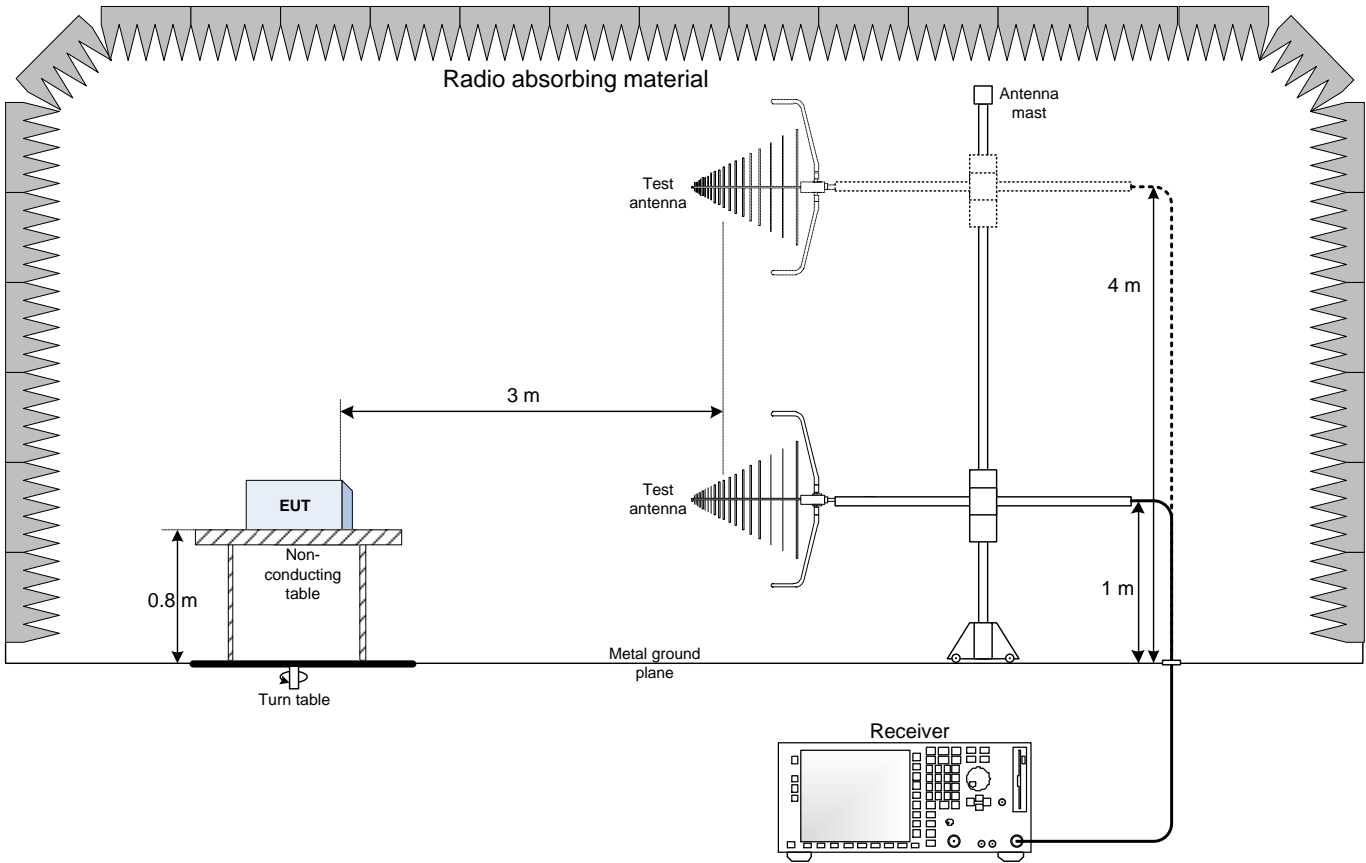 Radio absorbing material
Antenna
mast
Test
antenna
4 m
3 m
EUT
Test
antenna
Non-
conducting
table
0.8 m
1 m
Metal ground
plane
Turn table
Receiver